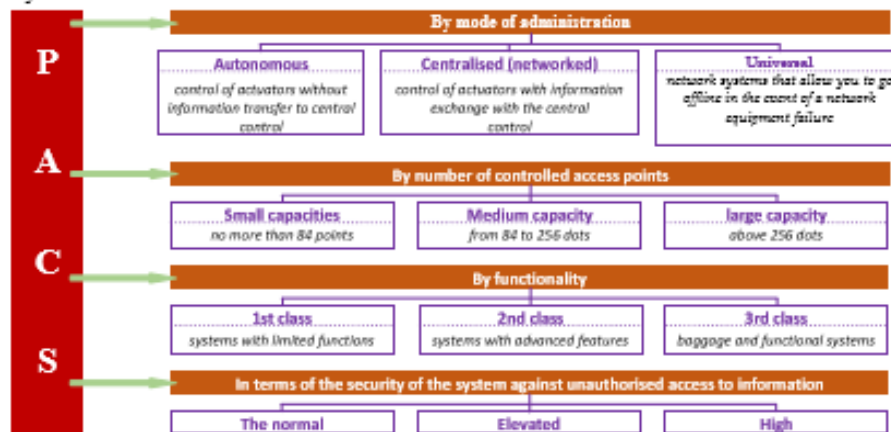 P
A
C
S
By mode of administration
Autonomous
control of actuators without
information transfer to central
control
Centralised (networked)
control of actuators with information
exchange with the central
control
Universal
network systems that allow you to go
offline in the event of a network
equipment failure
By number of controlled access points
Small capacities
no more than 84 points
Medium capacity
from 84 to 256 dots
large capacity
above 256 dots
By functionality
1st class
systems with limited functions
2nd class
systems with advanced features
3rd class
baggage and functional systems
In terms of the security of the system against unauthorised access to information
The normal
Elevated
High